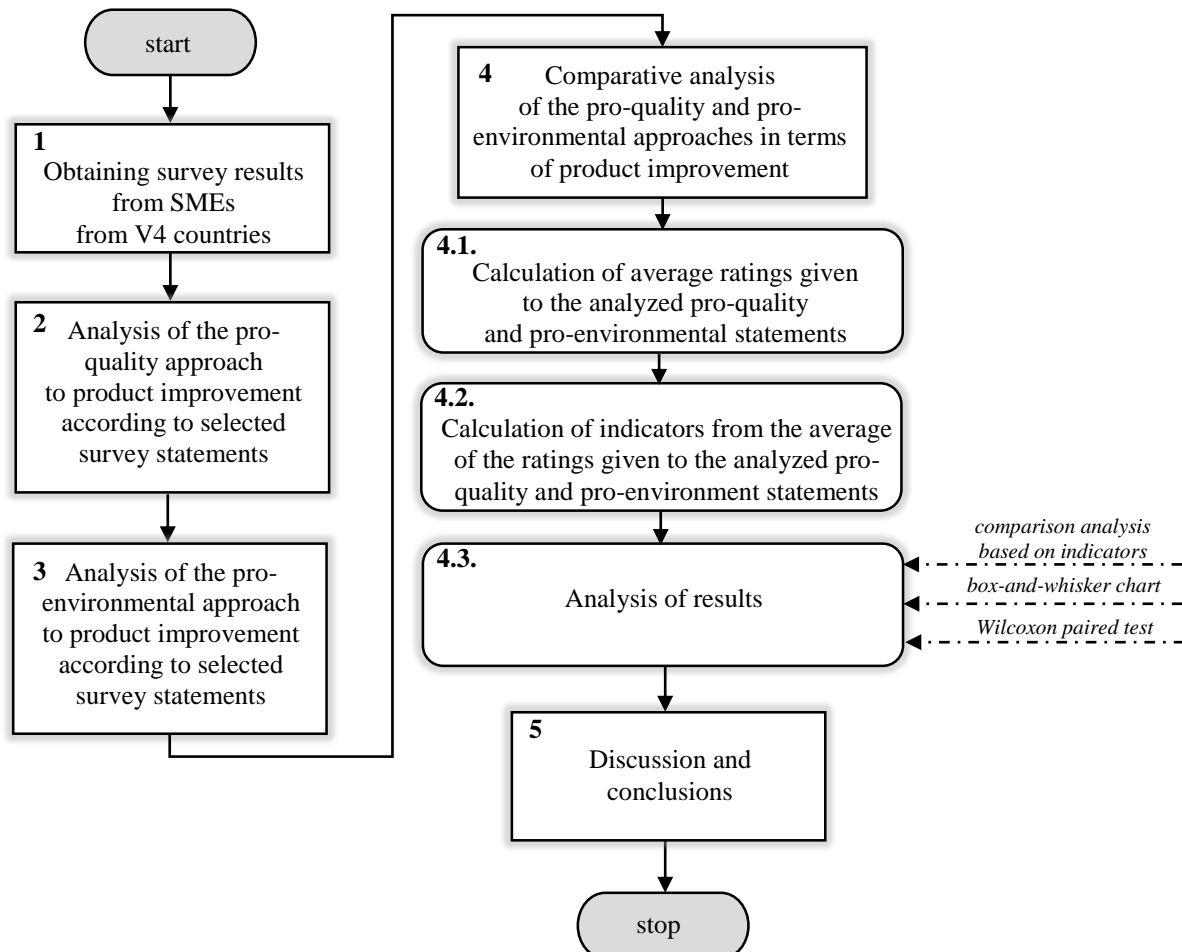 start
1
Obtaining survey results
from SMEs
from V4 countries
2 Analysis of the pro-
quality approach
to product improvement
according to selected
survey statements
3 Analysis of the pro-
environmental approach
to product improvement
according to selected
survey statements
4 Comparative analysis
of the pro-quality and pro-
environmental approaches in terms
of product improvement
4.1.
Calculation of average ratings given
to the analyzed pro-quality
and pro-environmental statements
4.2.
Calculation of indicators from the average
of the ratings given to the analyzed pro-
quality and pro-environment statements
4.3.
Analysis of results
comparison analysis
based on indicators
box-and-whisker chart
Wilcoxon paired test
5
Discussion and
conclusions
stop